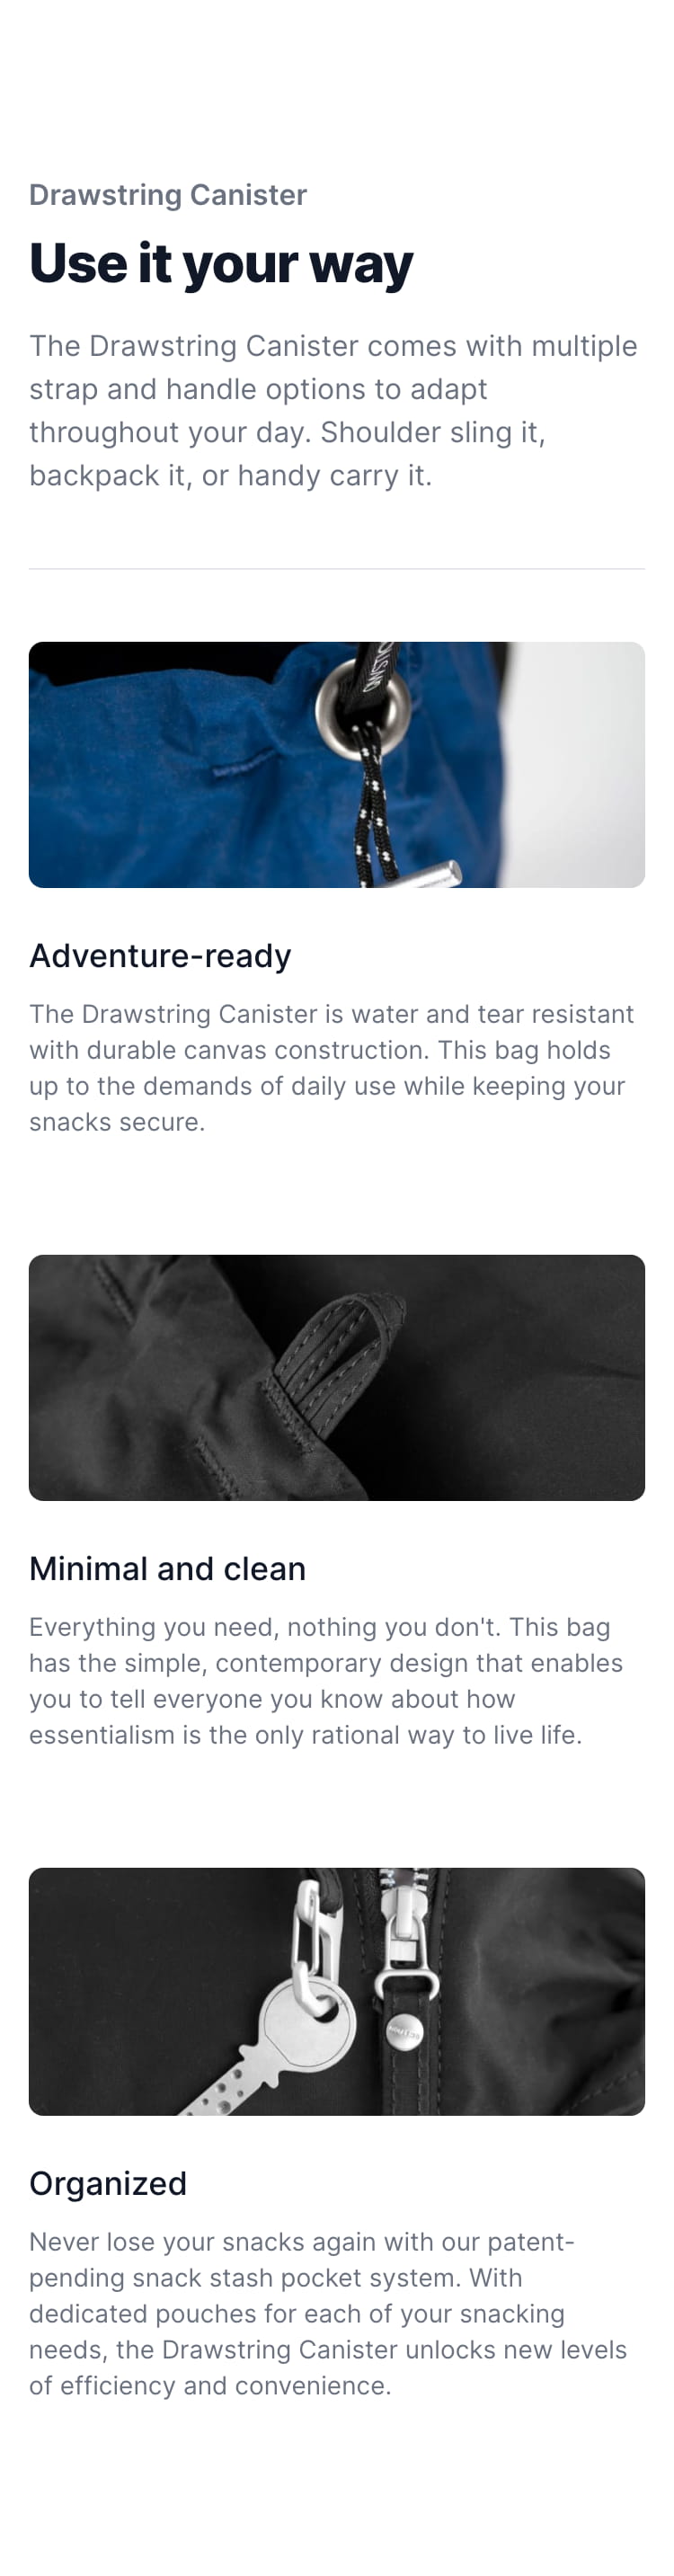 Drawstring Canister
Use it your way
The Drawstring Canister comes with multiple
strap and handle options to adapt
throughout your day. Shoulder sling it,
backpack it, or handy carry it.
Adventure-ready
The Drawstring Canister is water and tear resistant
with durable canvas construction. This bag holds
up to the demands of daily use while keeping your
snacks secure.
Minimal and clean
Everything you need, nothing you don't. This bag
has the simple, contemporary design that enables
you to tell everyone you know about how
essentialism is the only rational way to live life.
Organized
Never lose your snacks again with our patent-
pending snack stash pocket system. With
dedicated pouches for each of your snacking
needs, the Drawstring Canister unlocks new levels
of efficiency and convenience.